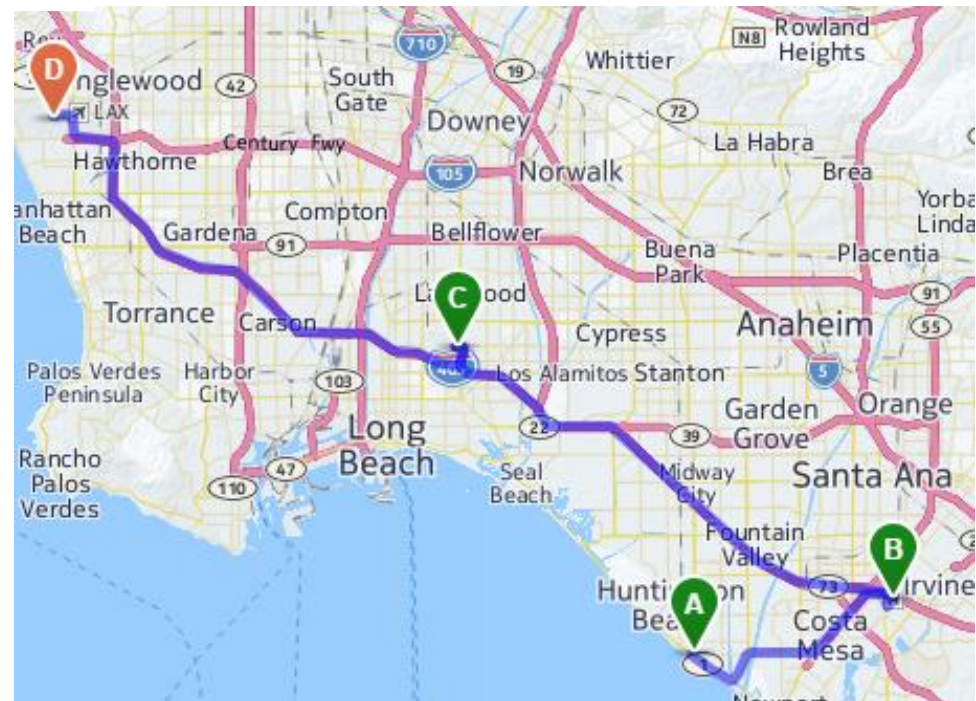 Rowland
Heights
N8
710
Whittier
19
South
Gate
42
72
D
LAX
Downey
La Habra
Century Fwy
Hawthorne
105
Norwalk
Brea
Yorba
Linda
Compton
Beach
Gardena
91
Bellflower
Buena
Park
Placentia
C
91
Torrance
Carson
Cypress
Anaheim
55
Palos Verdes
Peninsula
Harbor
City
103
Los Alamitos
Stanton
5
Orange
Garden
Grove
22
39
Long
Beach
Rancho
Palos
Verdes
47
110
Seal
Beach
Midway
City
Santa Ana
Fountain
Valley
B
Irvine
73
A
1
Costa
Mesa